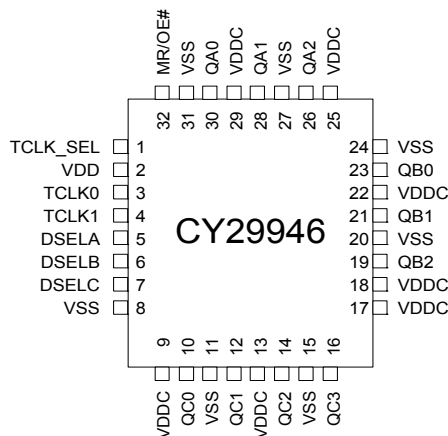 MR/OE# VSS QA0 VDDC QA1 VSS QA2 VDDC
32 31 30 29 28 27 26 25
TCLK_SEL 1
VDD 2
TCLK0 3
TCLK1 4
DSELA 5
DSELB 6
DSELC 7
VSS 8
CY29946
24 VSS
23 QB0
22 VDDC
21 QB1
20 VSS
19 QB2
18 VDDC
17 VDDC
9 10 11 12 13 14 15 16
VDDC QC0 VSS QC1 VDDC QC2 VSS QC3